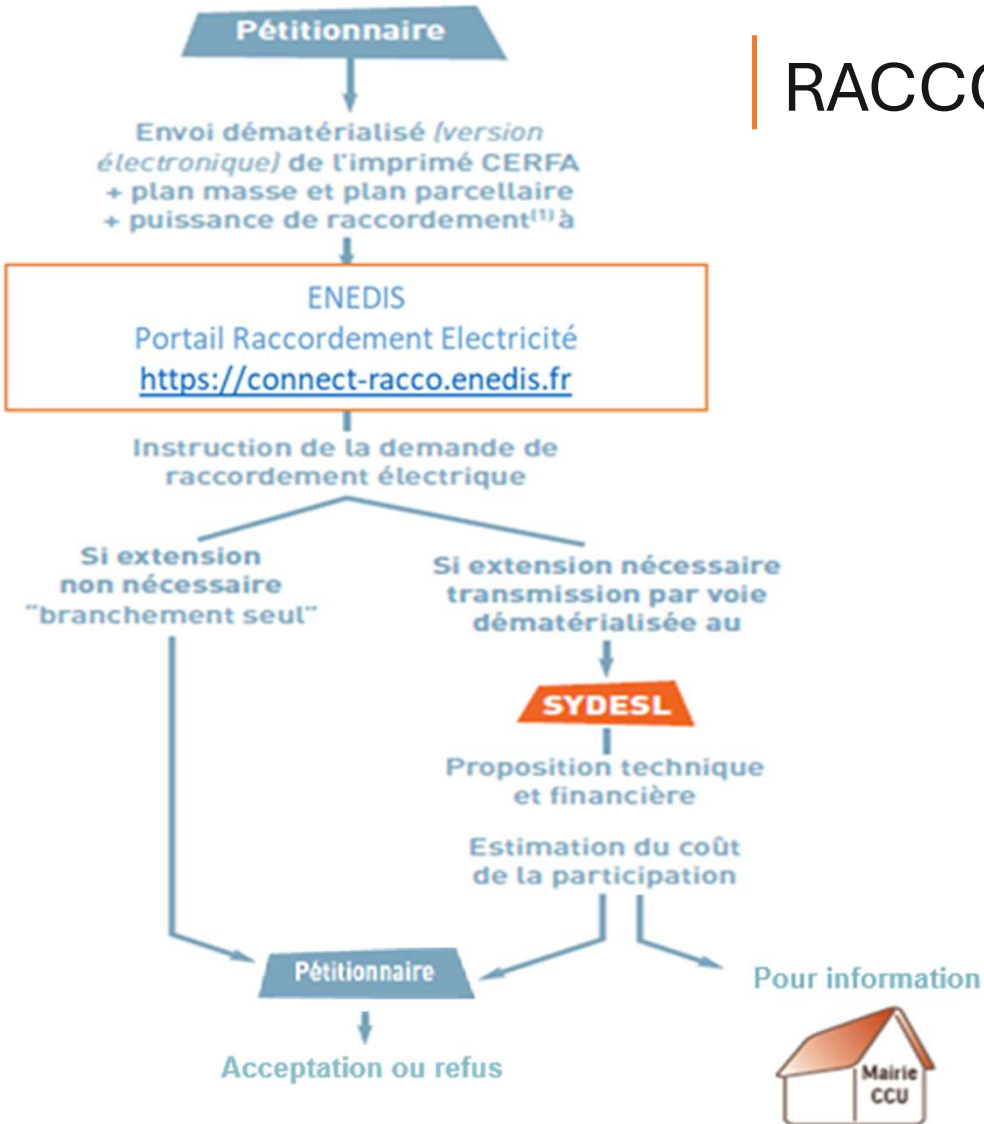 Pétitionnaire
RACCO
Envoi dématérialisé (version
électronique) de l'imprimé CERFA
+ plan masse et plan parcellaire
+ puissance de raccordement(1) à
ENEDIS
Portail Raccordement Electricité
https://connect-racco.enedis.fr
Instruction de la demande de
raccordement électrique
Si extension
non nécessaire
"branchement seul"
Si extension nécessaire
transmission par voie
dématérialisée au
SYDESL
Proposition technique
et financière
Estimation du coût
de la participation
Pétitionnaire
Acceptation ou refus
Pour information
Mairie
CCU